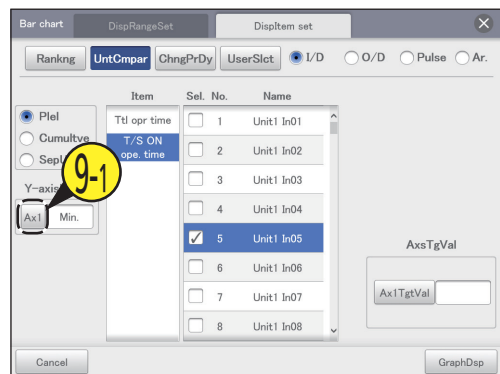 Bar chart DispRangeSet DispItem set
Rankng UntCmpar ChngPrDy UserSlct I/D O/D Pulse Ar.
Item Sel. No. Name
Plel
Cumultve
Ttl opr time
T/S ON
ope. time
Y-axis
9-1
Ax1 Min.
1 Unit1 In01
2 Unit1 In02
3 Unit1 In03
4 Unit1 In04
5 Unit1 In05
6 Unit1 In06
7 Unit1 In07
8 Unit1 In08
AxsTgVal
Ax1TgtVal
Cancel GraphDsp